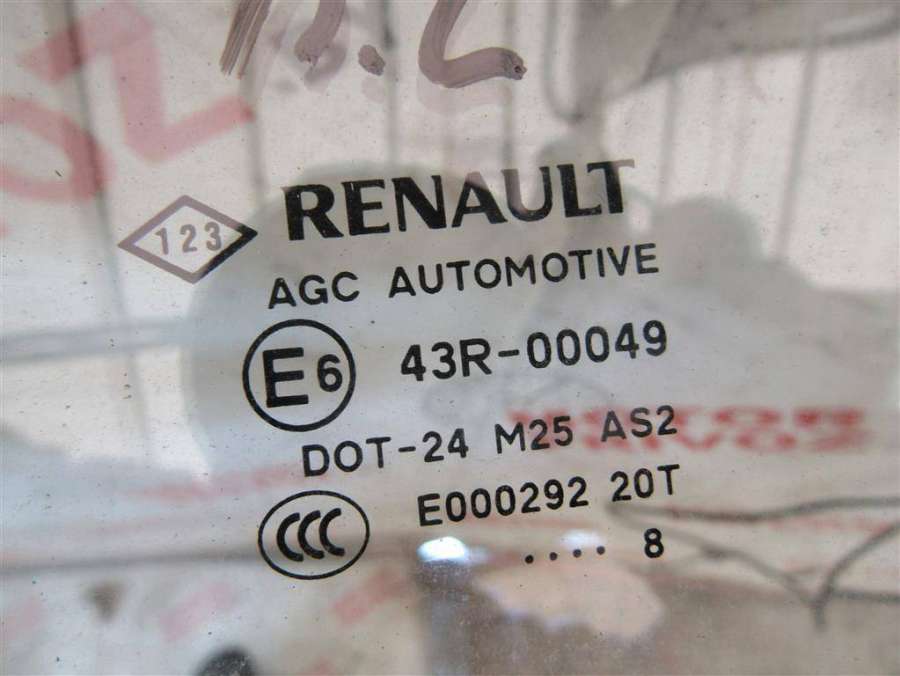 RENAULT
123
AGC AUTOMOTIVE
E6 43R-00049
DOT-24 M25 AS2
CCC E000292 20T
.... 8